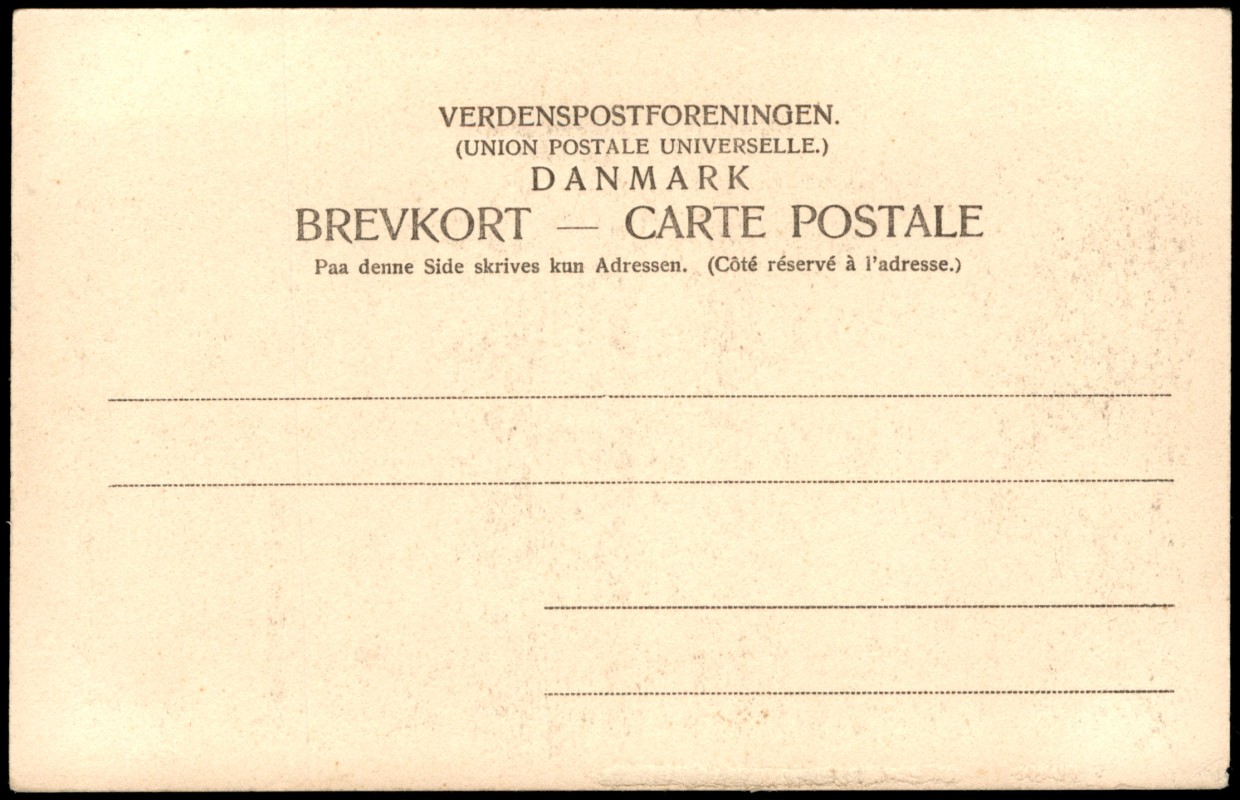 VERDENSPOSTFORENINGEN.
(UNION POSTALE UNIVERSELLE.)
DANMARK
BREVKORT — CARTE POSTALE
Paa denne Side skrives kun Adressen. (Côté réservé à l'adresse.)